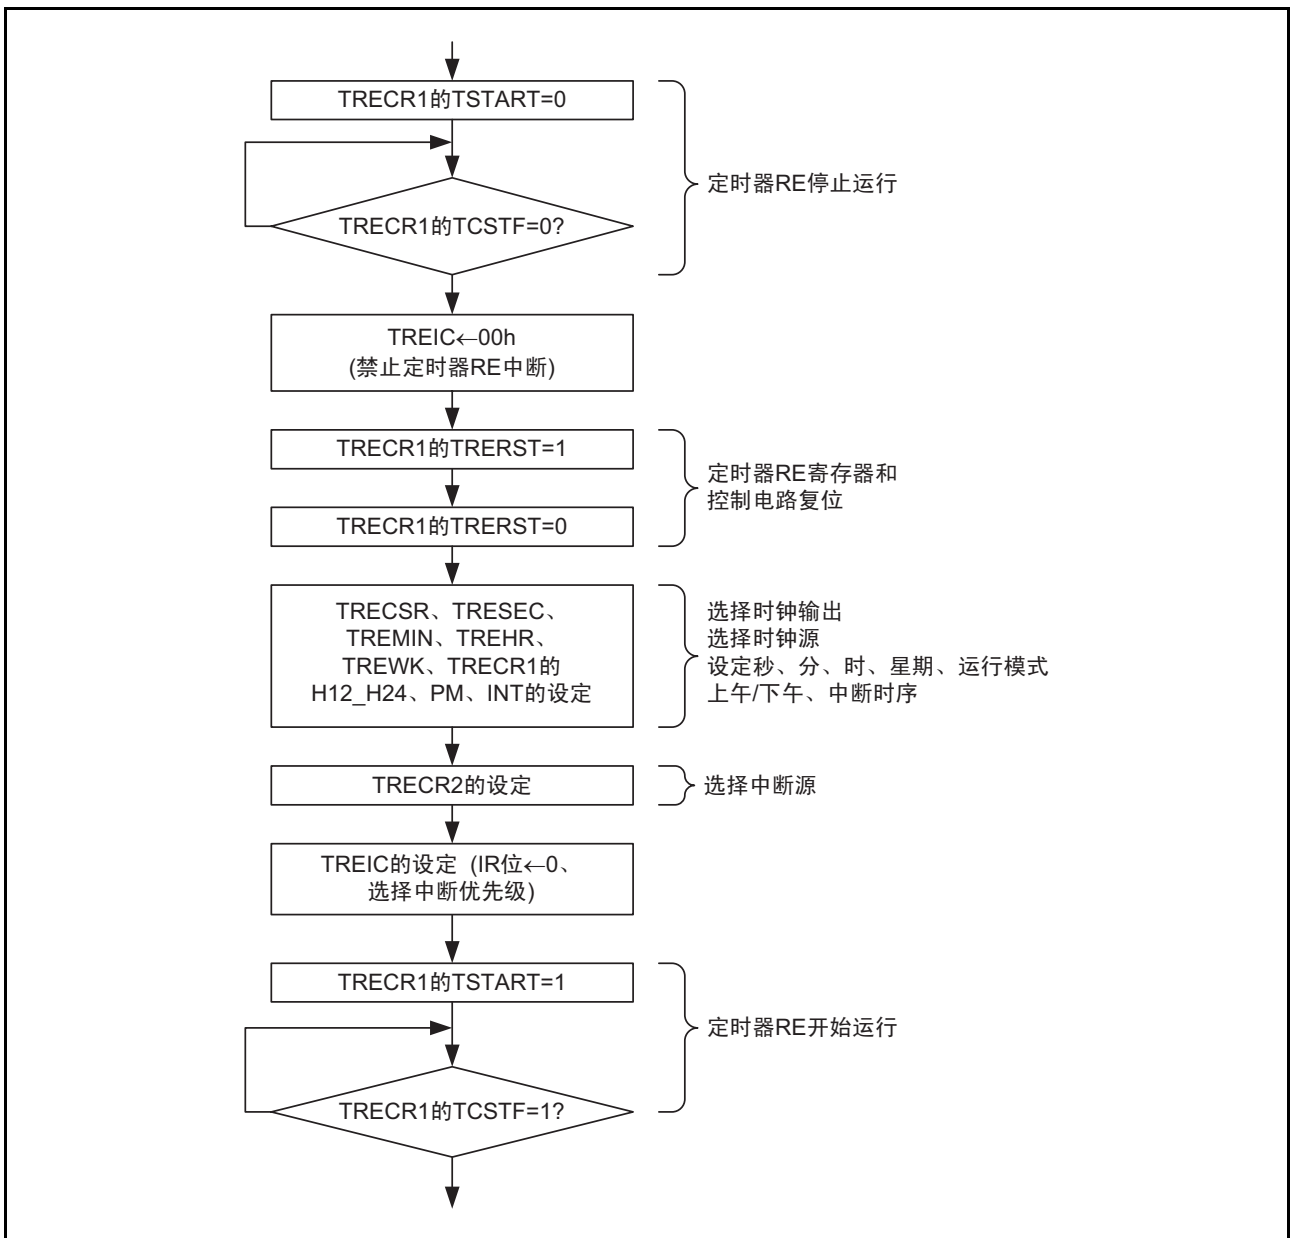 TRECR1的TSTART=0
定时器RE停止运行
TRECR1的TCSTF=0?
TREIC←00h
(禁止定时器RE中断)
TRECR1的TRERST=1
定时器RE寄存器和
控制电路复位
TRECR1的TRERST=0
TRECSR、TRESEC、
TREMIN、TREHR、
TREWK、TRECR1的
H12_H24、PM、INT的设定
选择时钟输出
选择时钟源
设定秒、分、时、星期、运行模式
上午/下午、中断时序
TRECR2的设定
选择中断源
TREIC的设定 (IR位←0、
选择中断优先级)
TRECR1的TSTART=1
定时器RE开始运行
TRECR1的TCSTF=1?